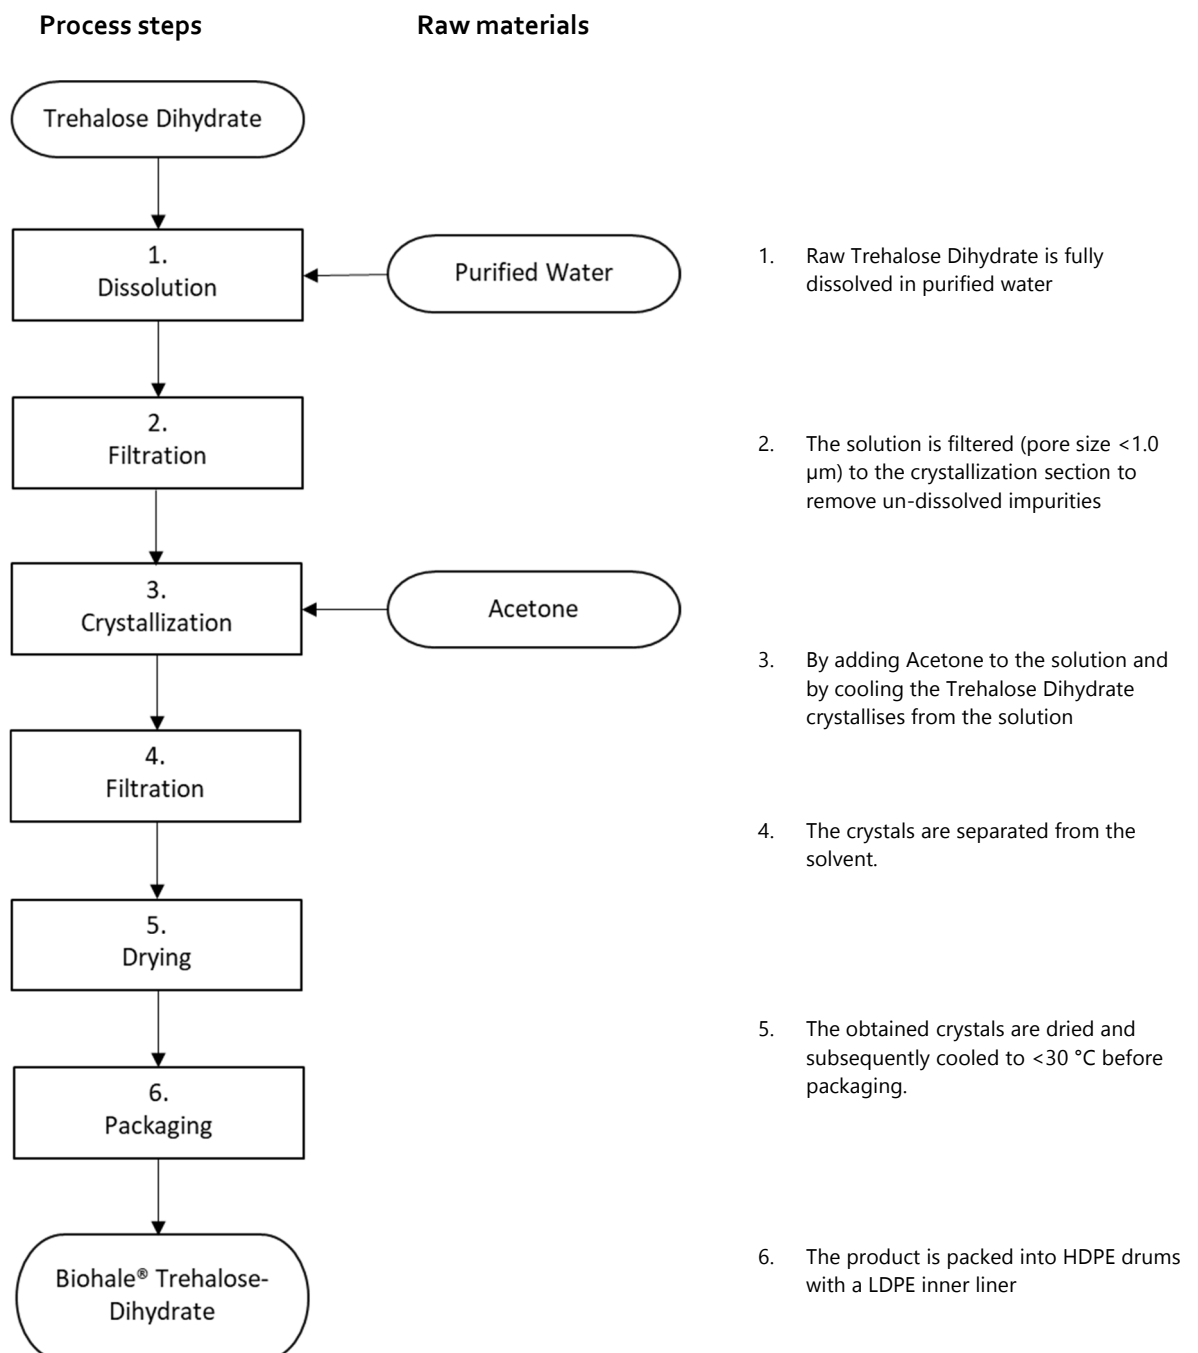 Process steps
Raw materials
Trehalose Dihydrate
1.
Dissolution
Purified Water
1. Raw Trehalose Dihydrate is fully
dissolved in purified water
2.
Filtration
2. The solution is filtered (pore size <1.0
µm) to the crystallization section to
remove un-dissolved impurities
3.
Crystallization
Acetone
3. By adding Acetone to the solution and
by cooling the Trehalose Dihydrate
crystallises from the solution
4.
Filtration
4. The crystals are separated from the
solvent.
5.
Drying
5. The obtained crystals are dried and
subsequently cooled to <30 °C before
packaging.
6.
Packaging
Biohale® Trehalose-
Dihydrate
6. The product is packed into HDPE drums
with a LDPE inner liner